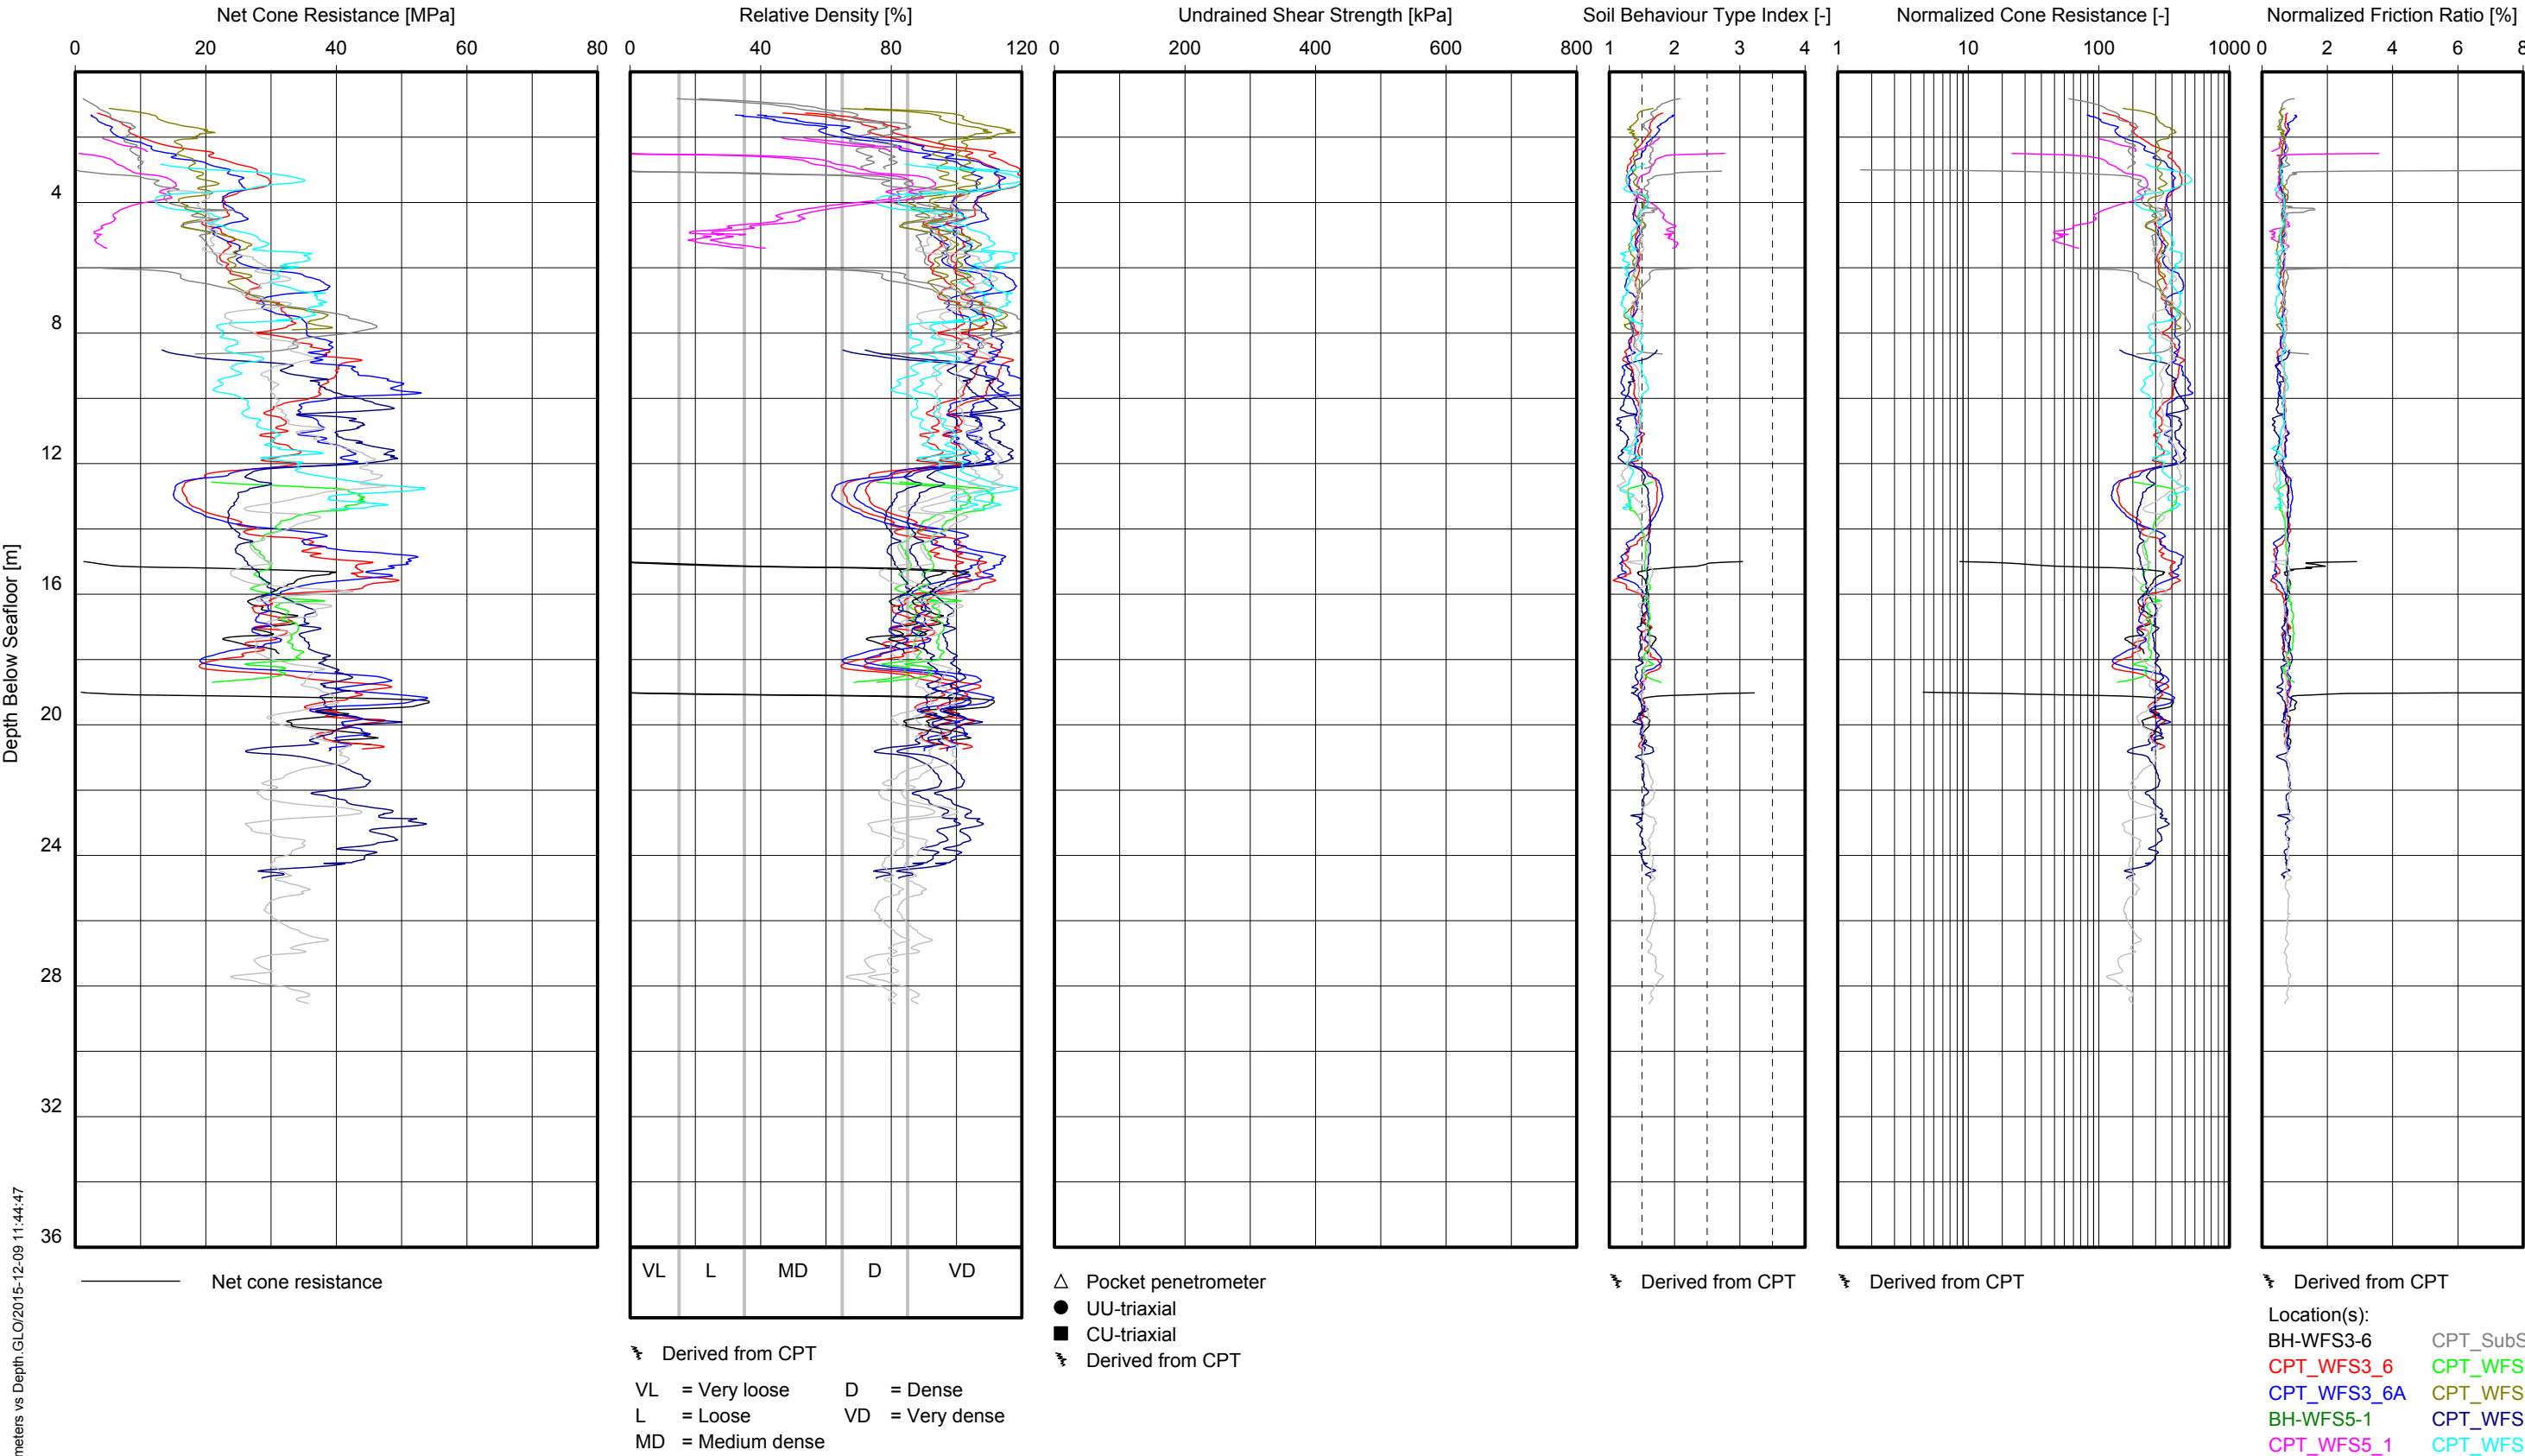 Net Cone Resistance [MPa]
Relative Density [%]
Undrained Shear Strength [kPa]
Soil Behaviour Type Index [-]
Normalized Cone Resistance [-]
Normalized Friction Ratio [%]
0 20 40 60 80
0 40 80 120
0 200 400 600 800
1 2 3 4
1 10 100 1000
0 2 4 6 8
4
8
12
16
20
24
28
32
36
Depth Below Seafloor [m]
meters vs Depth.GLO/2015-12-09 11:44:47
Net cone resistance
VL L MD D VD
Derived from CPT
VL = Very loose D = Dense
L = Loose VD = Very dense
MD = Medium dense
Pocket penetrometer
UU-triaxial
CU-triaxial
Derived from CPT
Derived from CPT
Derived from CPT
Derived from CPT
Location(s):
BH-WFS3-6 CPT_SubS
CPT_WFS3_6 CPT_WFS
CPT_WFS3_6A CPT_WFS
BH-WFS5-1 CPT_WFS
CPT_WFS5_1 CPT_WFS